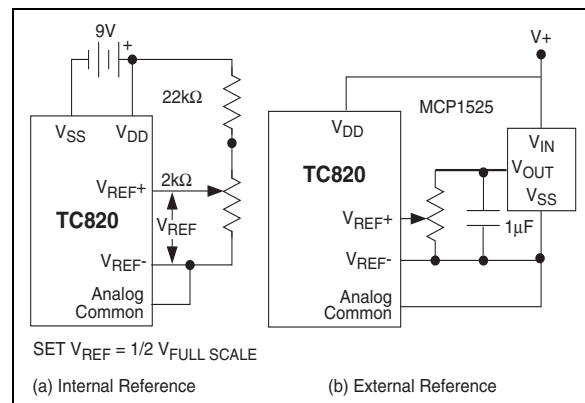 9V
+
22kΩ
VSS
VDD
VREF+
2kΩ
TC820
VREF
VREF-
Analog
Common
SET VREF = 1/2 VFULL SCALE
(a) Internal Reference
V+
MCP1525
VDD
VIN
VOUT
VSS
TC820
VREF+
1µF
VREF-
Analog
Common
(b) External Reference